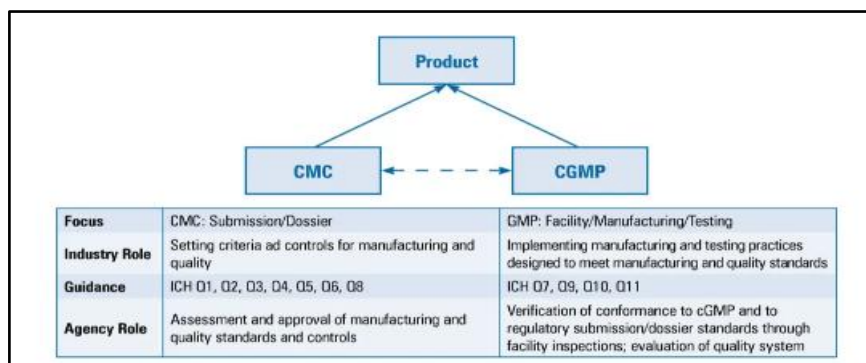 Product
CMC
CGMP
Focus
CMC: Submission/Dossier
GMP: Facility/Manufacturing/Testing
Industry Role
Setting criteria ad controls for manufacturing and
quality
Implementing manufacturing and testing practices
designed to meet manufacturing and quality standards
Guidance
ICH Q1, Q2, Q3, Q4, Q5, Q6, Q8
ICH Q7, Q9, Q10, Q11
Agency Role
Assessment and approval of manufacturing and
quality standards and controls
Verification of conformance to cGMP and to
regulatory submission/dossier standards through
facility inspections; evaluation of quality system